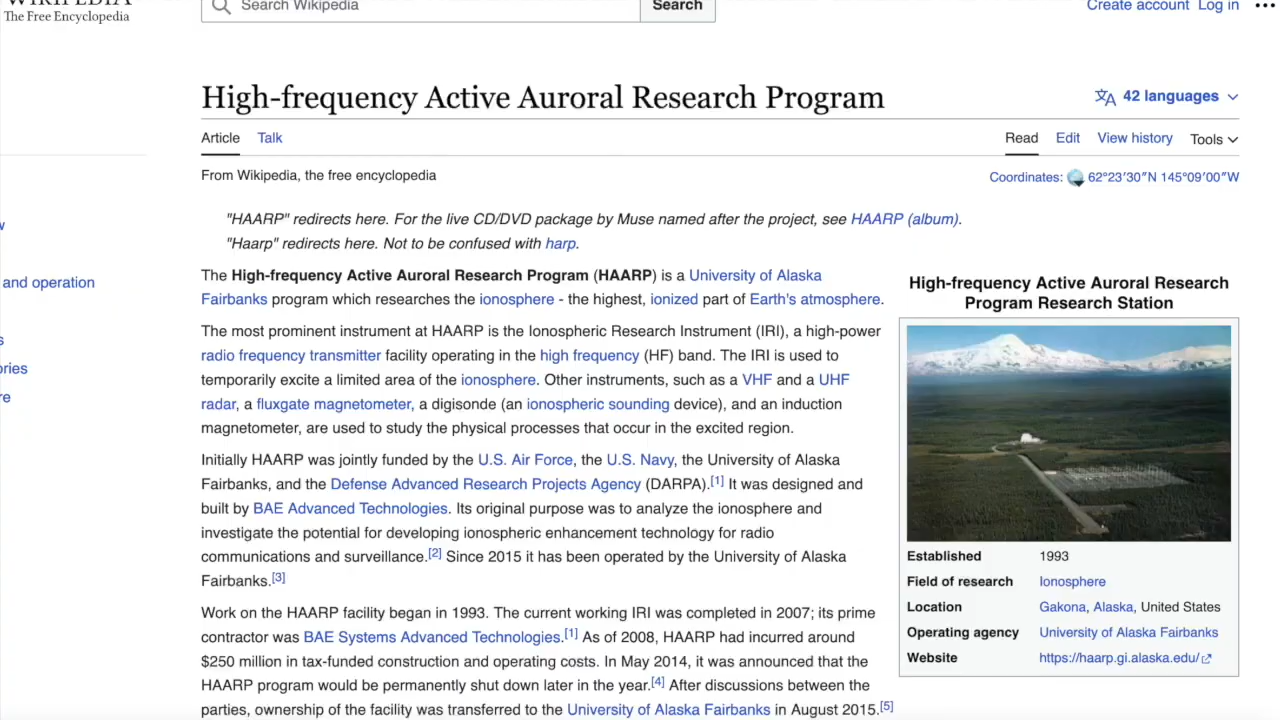 WIKIPEDIA
The Free Encyclopedia
Search Wikipedia
Search
Create account Log in
High-frequency Active Auroral Research Program
42 languages
Article Talk
Read Edit View history Tools
From Wikipedia, the free encyclopedia
Coordinates: 62°23′30″N 145°09′00″W
and operation
"HAARP" redirects here. For the live CD/DVD package by Muse named after the project, see HAARP (album).
"Haarp" redirects here. Not to be confused with harp.
The High-frequency Active Auroral Research Program (HAARP) is a University of Alaska
Fairbanks program which researches the ionosphere - the highest, ionized part of Earth's atmosphere.
The most prominent instrument at HAARP is the Ionospheric Research Instrument (IRI), a high-power
radio frequency transmitter facility operating in the high frequency (HF) band. The IRI is used to
temporarily excite a limited area of the ionosphere. Other instruments, such as a VHF and a UHF
radar, a fluxgate magnetometer, a digisonde (an ionospheric sounding device), and an induction
magnetometer, are used to study the physical processes that occur in the excited region.
Initially HAARP was jointly funded by the U.S. Air Force, the U.S. Navy, the University of Alaska
Fairbanks, and the Defense Advanced Research Projects Agency (DARPA).[1] It was designed and
built by BAE Advanced Technologies. Its original purpose was to analyze the ionosphere and
investigate the potential for developing ionospheric enhancement technology for radio
communications and surveillance.[2] Since 2015 it has been operated by the University of Alaska
Fairbanks.[3]
Work on the HAARP facility began in 1993. The current working IRI was completed in 2007; its prime
contractor was BAE Systems Advanced Technologies.[1] As of 2008, HAARP had incurred around
$250 million in tax-funded construction and operating costs. In May 2014, it was announced that the
HAARP program would be permanently shut down later in the year.[4] After discussions between the
parties, ownership of the facility was transferred to the University of Alaska Fairbanks in August 2015.[5]
High-frequency Active Auroral Research
Program Research Station
Established 1993
Field of research Ionosphere
Location Gakona, Alaska, United States
Operating agency University of Alaska Fairbanks
Website https://haarp.gi.alaska.edu/